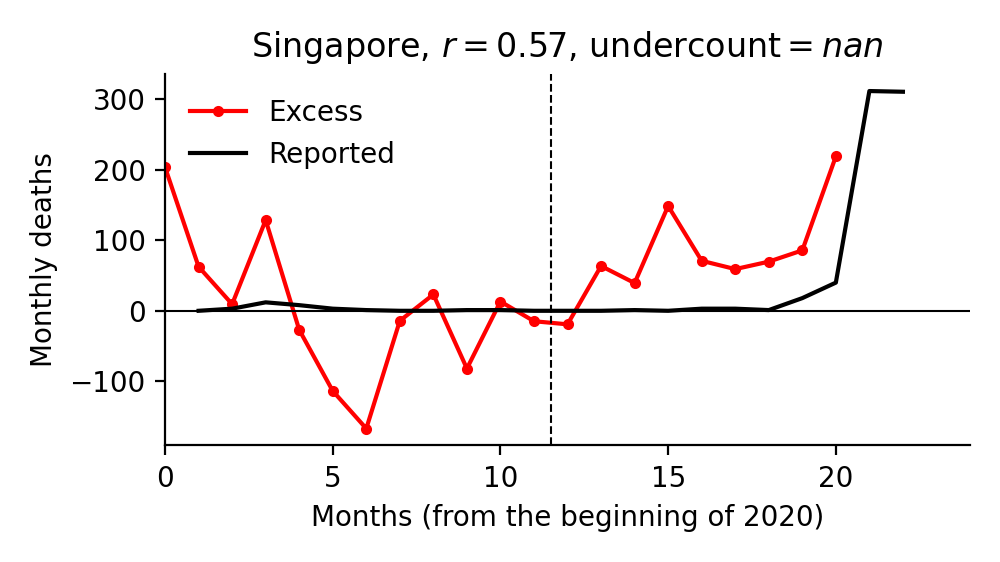 Singapore, r = 0.57, undercount = nan
300
200
100
0
−100
Monthly deaths
Excess
Reported
0 5 10 15 20
Months (from the beginning of 2020)